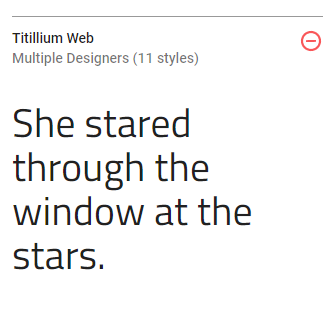 Titillium Web
Multiple Designers (11 styles)
She stared
through the
window at the
stars.